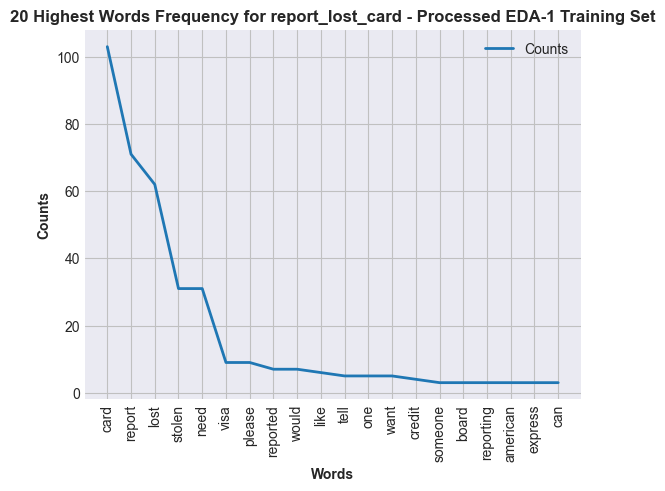 20 Highest Words Frequency for report_lost_card - Processed EDA-1 Training Set
Counts
100
80
60
40
20
0
Counts
card
report
lost
stolen
need
visa
please
reported
would
like
tell
one
want
credit
someone
board
reporting
american
express
can
Words